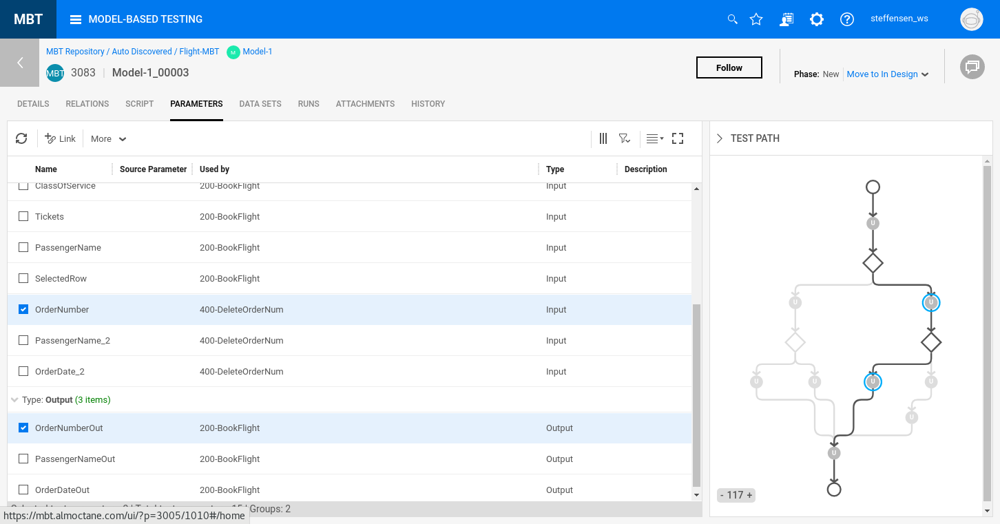 MBT
MODEL-BASED TESTING
steffensen_ws
MBT Repository / Auto Discovered / Flight-MBT M Model-1
MBT 3083 | Model-1_00003
Follow
Phase: New Move to In Design
DETAILS RELATIONS SCRIPT PARAMETERS DATA SETS RUNS ATTACHMENTS HISTORY
Link More
Name Source Parameter Used by Type Description
ClassOfService 200-BookFlight Input
Tickets 200-BookFlight Input
PassengerName 200-BookFlight Input
SelectedRow 200-BookFlight Input
OrderNumber 400-DeleteOrderNum Input
PassengerName_2 400-DeleteOrderNum Input
OrderDate_2 400-DeleteOrderNum Input
Type: Output (3 items)
OrderNumberOut 200-BookFlight Output
PassengerNameOut 200-BookFlight Output
OrderDateOut 200-BookFlight Output
| Groups: 2
https://mbt.almoctane.com/ui/?p=3005/1010#/home
TEST PATH
U
U
U
U
U
U
U
U
U
- 117 +